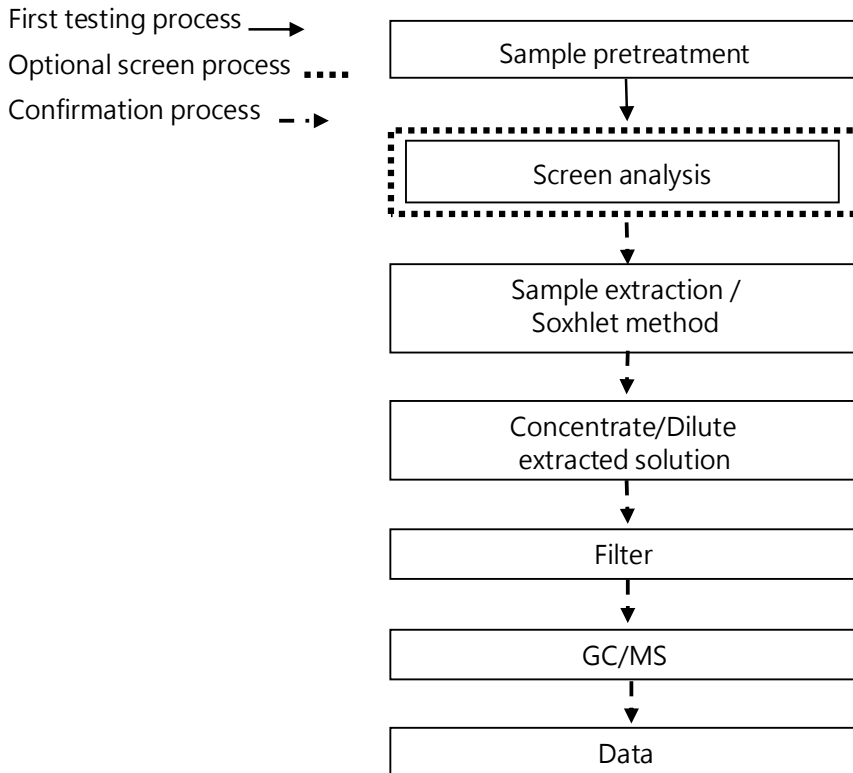 First testing process
Optional screen process
Confirmation process
Sample pretreatment
Screen analysis
Sample extraction /
Soxhlet method
Concentrate/Dilute
extracted solution
Filter
GC/MS
Data